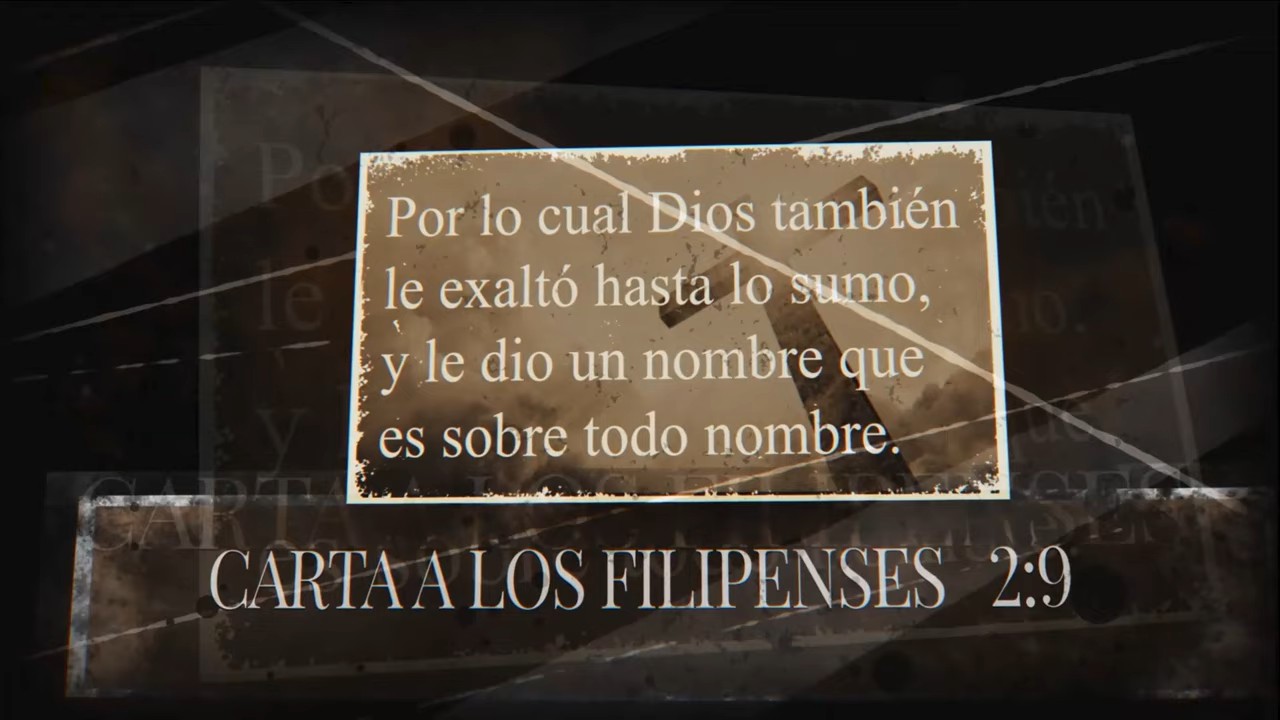 Por lo cual Dios también
le exaltó hasta lo sumo,
y le dio un nombre que
es sobre todo nombre.
CARTA A LOS FILIPENSES 2:9